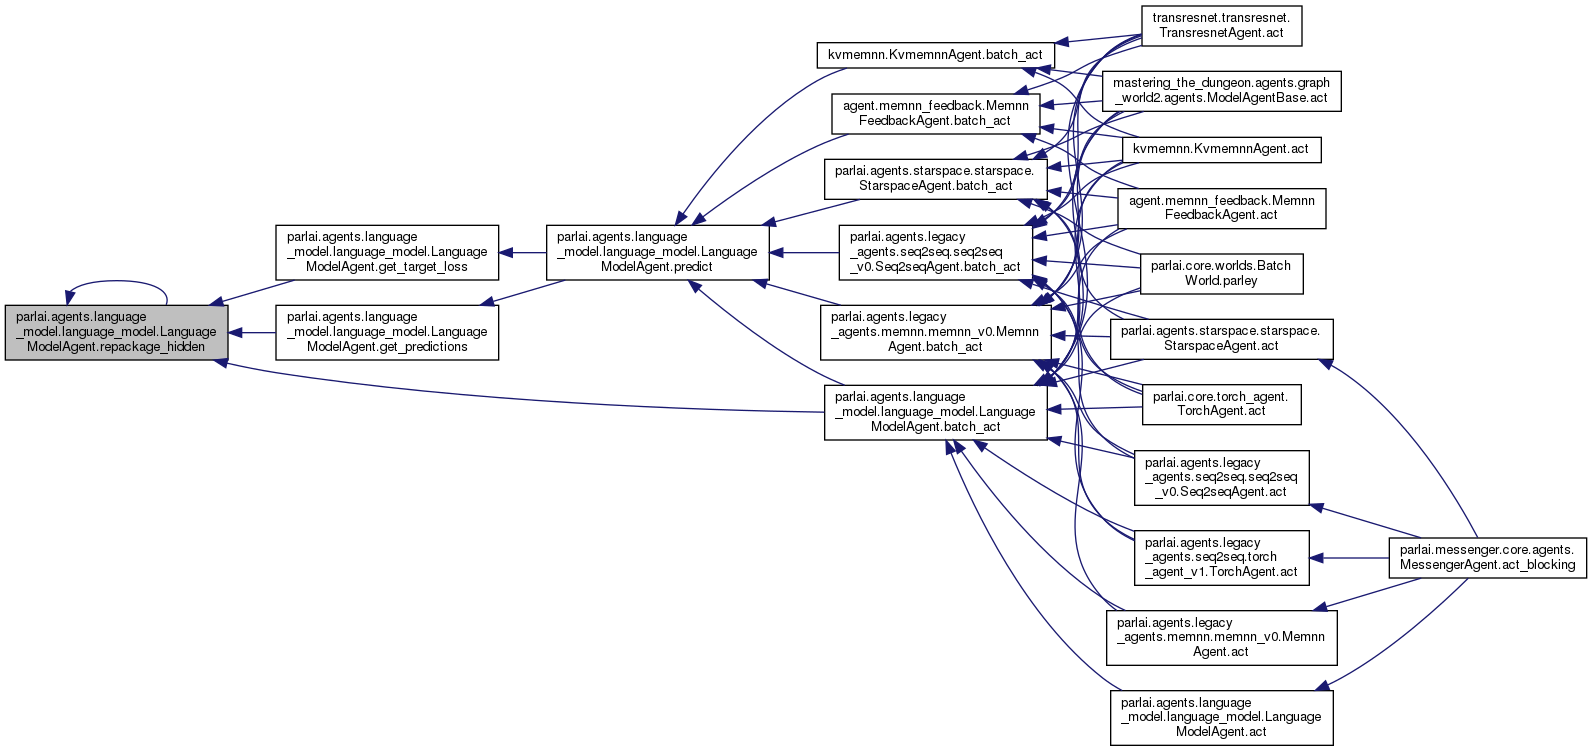 parlai.agents.language
_model.language_model.Language
ModelAgent.repackage_hidden
parlai.agents.language
_model.language_model.Language
ModelAgent.get_target_loss
parlai.agents.language
_model.language_model.Language
ModelAgent.get_predictions
parlai.agents.language
_model.language_model.Language
ModelAgent.predict
kvmemnn.KvmemnnAgent.batch_act
agent.memnn_feedback.Memnn
FeedbackAgent.batch_act
parlai.agents.starspace.starspace.
StarspaceAgent.batch_act
parlai.agents.legacy
_agents.seq2seq.seq2seq
_v0.Seq2seqAgent.batch_act
parlai.agents.legacy
_agents.memnn.memnn_v0.Memnn
Agent.batch_act
parlai.agents.language
_model.language_model.Language
ModelAgent.batch_act
transresnet.transresnet.
TransresnetAgent.act
mastering_the_dungeon.agents.graph
_world2.agents.ModelAgentBase.act
kvmemnn.KvmemnnAgent.act
agent.memnn_feedback.Memnn
FeedbackAgent.act
parlai.core.worlds.Batch
World.parley
parlai.agents.starspace.starspace.
StarspaceAgent.act
parlai.core.torch_agent.
TorchAgent.act
parlai.agents.legacy
_agents.seq2seq.seq2seq
_v0.Seq2seqAgent.act
parlai.agents.legacy
_agents.seq2seq.torch
_agent_v1.TorchAgent.act
parlai.agents.legacy
_agents.memnn.memnn_v0.Memnn
Agent.act
parlai.agents.language
_model.language_model.Language
ModelAgent.act
parlai.messenger.core.agents.
MessengerAgent.act_blocking